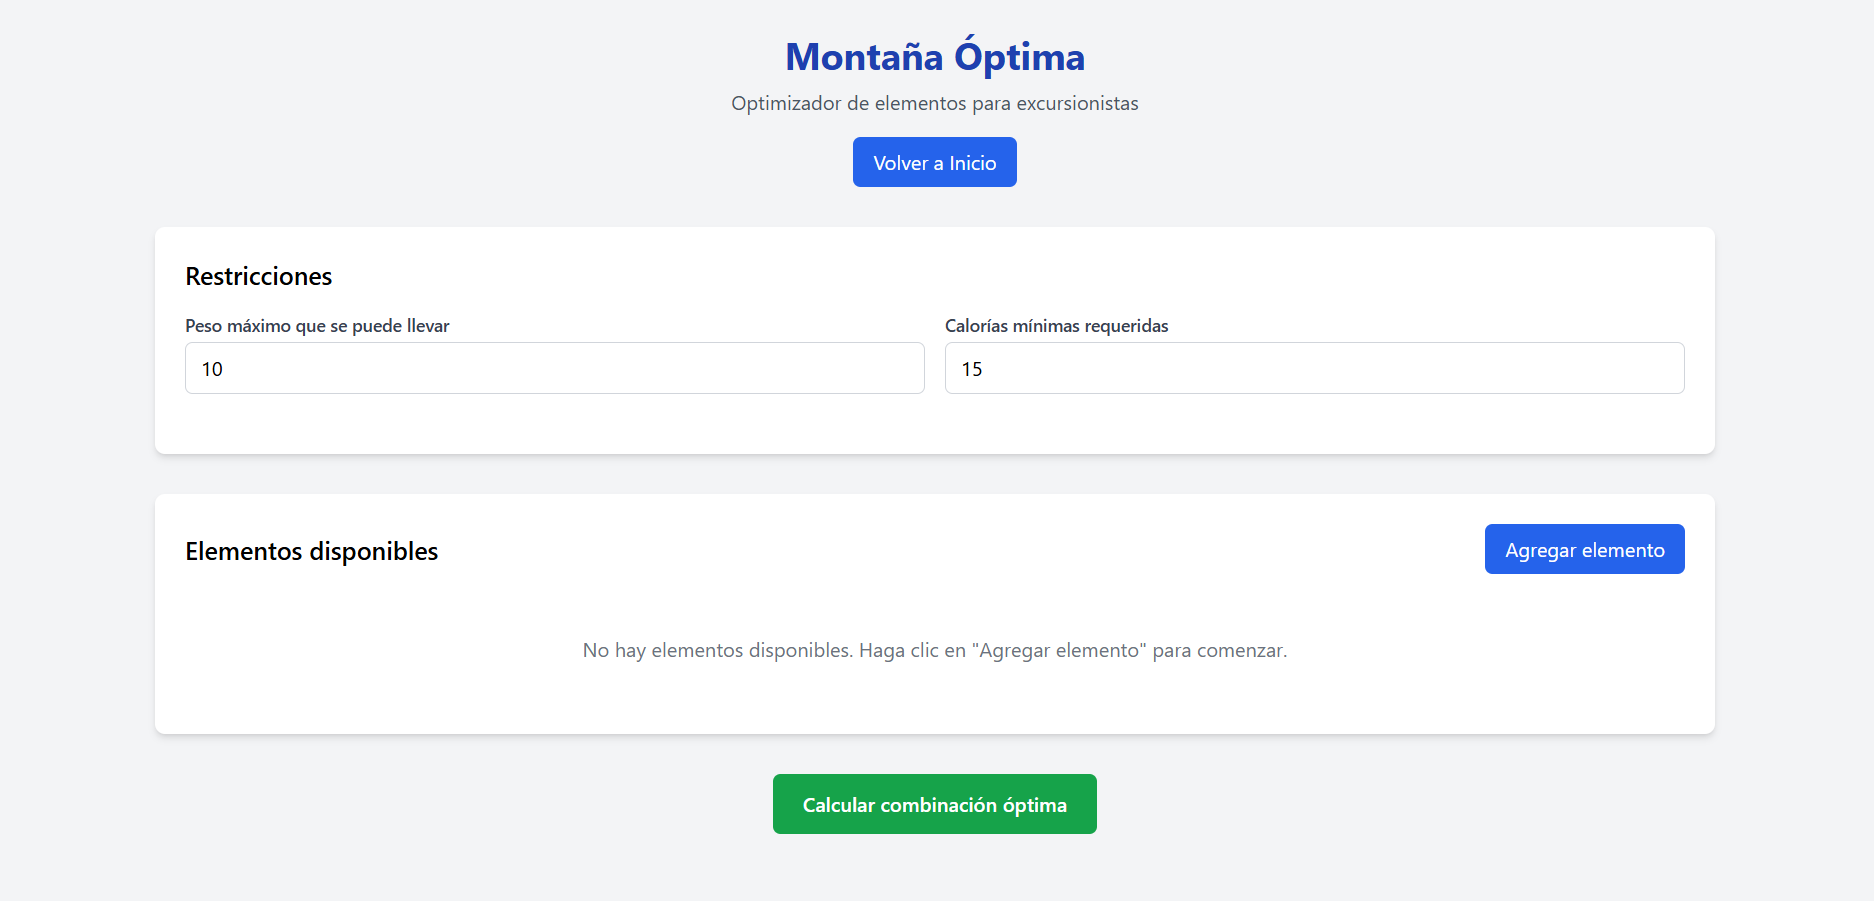 Montaña Óptima
Optimizador de elementos para excursionistas
Volver a Inicio
Restricciones
Peso máximo que se puede llevar
10
Calorías mínimas requeridas
15
Elementos disponibles
Agregar elemento
No hay elementos disponibles. Haga clic en "Agregar elemento" para comenzar.
Calcular combinación óptima